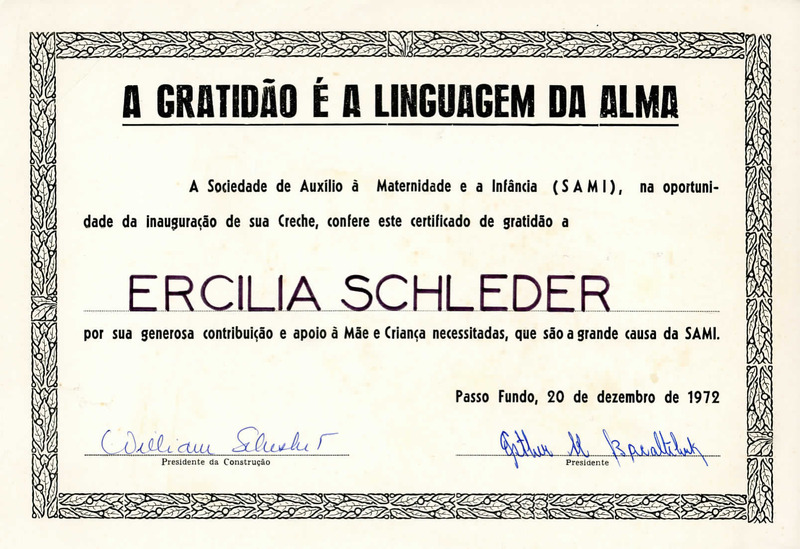 A GRATIDÃO É A LINGUAGEM DA ALMA
A Sociedade de Auxílio à Maternidade e a Infância (SAMI), na oportuni-
dade da inauguração de sua Creche, confere este certificado de gratidão a
ERCILIA SCHLEDER
por sua generosa contribuição e apoio à Mãe e Criança necessitadas, que são a grande causa da SAMI.
Passo Fundo, 20 de dezembro de 1972
William
Presidente da Construção
Presidente